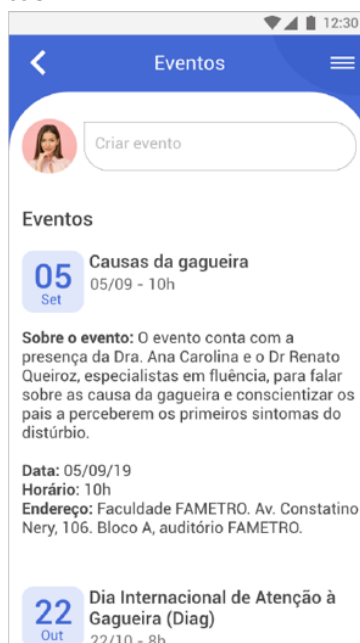 12:30
Eventos
Criar evento
Eventos
05
Set
Causas da gagueira
05/09 - 10h
Sobre o evento: O evento conta com a
presença da Dra. Ana Carolina e o Dr Renato
Queiroz, especialistas em fluência, para falar
sobre as causa da gagueira e conscientizar os
pais a perceberem os primeiros sintomas do
distúrbio.
Data: 05/09/19
Horário: 10h
Endereço: Faculdade FAMETRO. Av. Constatino
Nery, 106. Bloco A, auditório FAMETRO.
22
Out
Dia Internacional de Atenção à
Gagueira (Diag)
22/10 - 8h